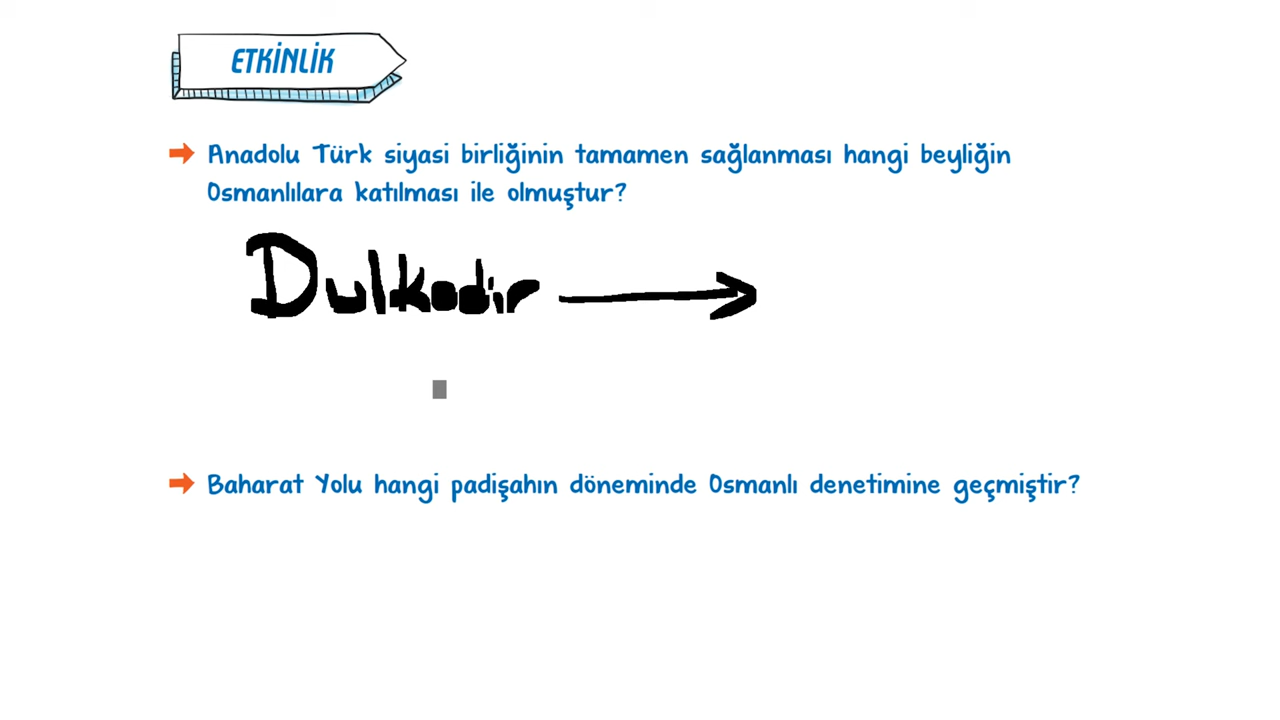 ETKİNLİK
Anadolu Türk siyasi birliğinin tamamen sağlanması hangi beyliğin
Osmanlılara katılması ile olmuştur?
Dulkadir
Baharat Yolu hangi padişahın döneminde Osmanlı denetimine geçmiştir?